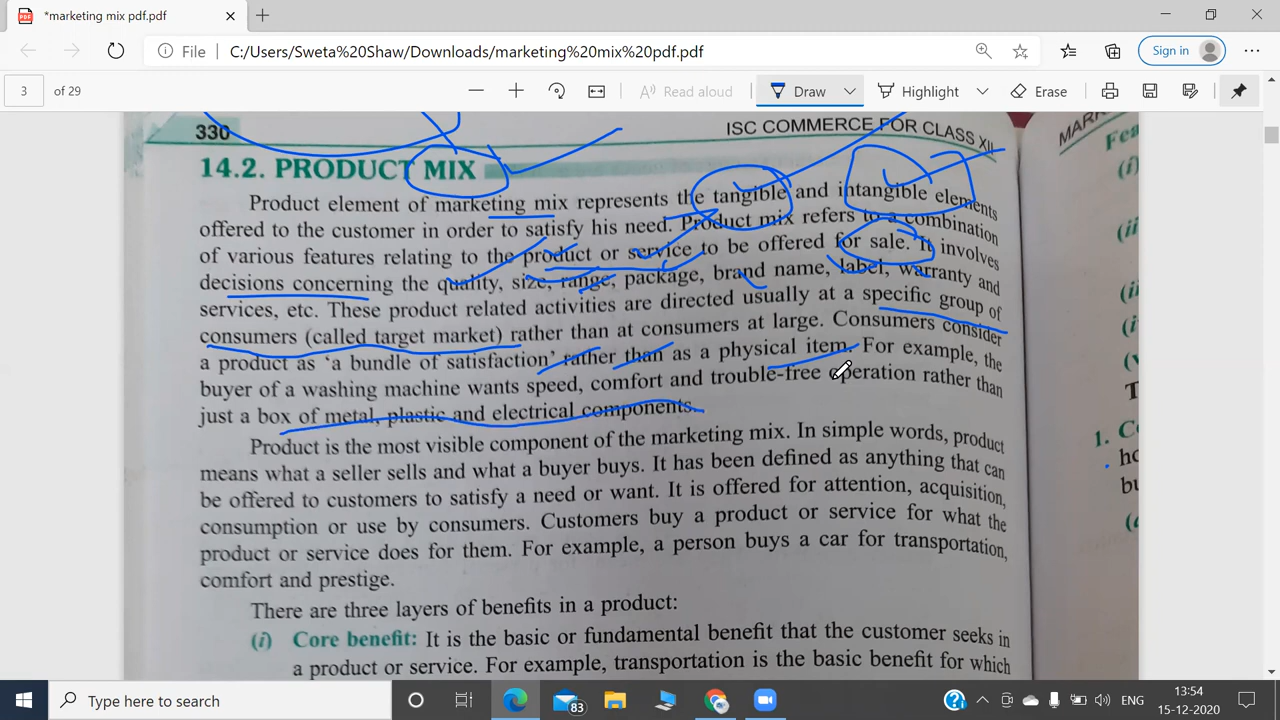 *marketing mix pdf.pdf
File C:/Users/Sweta%20Shaw/Downloads/marketing%20mix%20pdf.pdf
Sign in
3 of 29
Read aloud
Draw
Highlight
Erase
330
ISC COMMERCE FOR CLASS XII
14.2. PRODUCT MIX
Product element of marketing mix represents the tangible and intangible elements
offered to the customer in order to satisfy his need. Product mix refers to a combination
of various features relating to the product or service to be offered for sale. It involves
decisions concerning the quality, size, range, package, brand name, label, warranty and
services, etc. These product related activities are directed usually at a specific group of
consumers (called target market) rather than at consumers at large. Consumers consider
a product as 'a bundle of satisfaction' rather than as a physical item. For example, the
buyer of a washing machine wants speed, comfort and trouble-free operation rather than
just a box of metal, plastic and electrical components.
Product is the most visible component of the marketing mix. In simple words, product
means what a seller sells and what a buyer buys. It has been defined as anything that can
be offered to customers to satisfy a need or want. It is offered for attention, acquisition,
consumption or use by consumers. Customers buy a product or service for what the
product or service does for them. For example, a person buys a car for transportation,
comfort and prestige.
There are three layers of benefits in a product:
(i) Core benefit: It is the basic or fundamental benefit that the customer seeks in
a product or service. For example, transportation is the basic benefit for which
MARK
Fea
(i)
(ii
(ii
(i
(v
T
1. C
ho
bu
Type here to search
83
ENG
13:54
15-12-2020